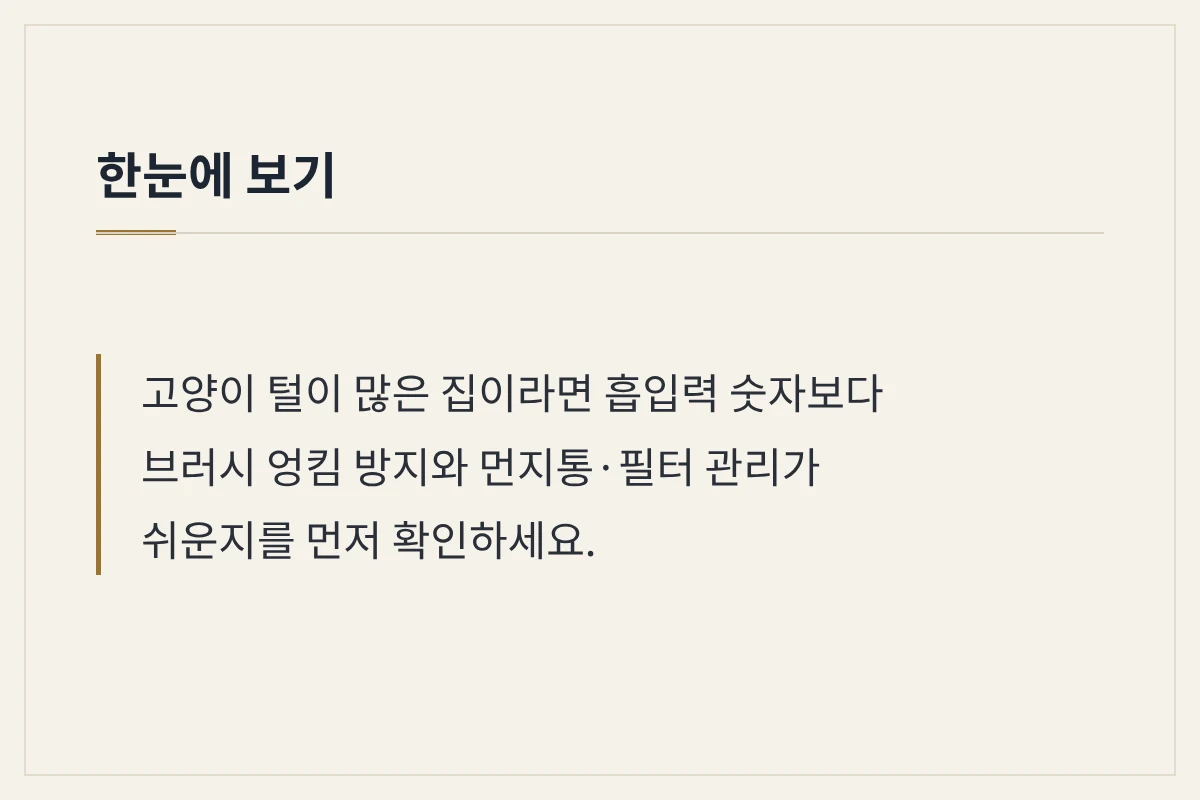 한눈에 보기
고양이 털이 많은 집이라면 흡입력 숫자보다
브러시 엉킴 방지와 먼지통·필터 관리가
쉬운지를 먼저 확인하세요.